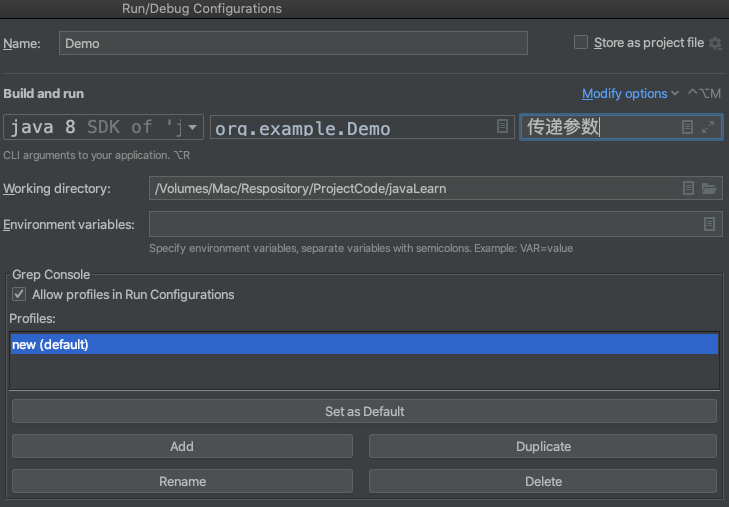 Run/Debug Configurations
Name: Demo Store as project file
Build and run Modify options ^⌥M
java 8 SDK of 'j org.example.Demo 传递参数
CLI arguments to your application. ⌥R
Working directory: /Volumes/Mac/Respository/ProjectCode/javaLearn
Environment variables:
Specify environment variables, separate variables with semicolons. Example: VAR=value
Grep Console
Allow profiles in Run Configurations
Profiles:
new (default)
Set as Default
Add Duplicate
Rename Delete